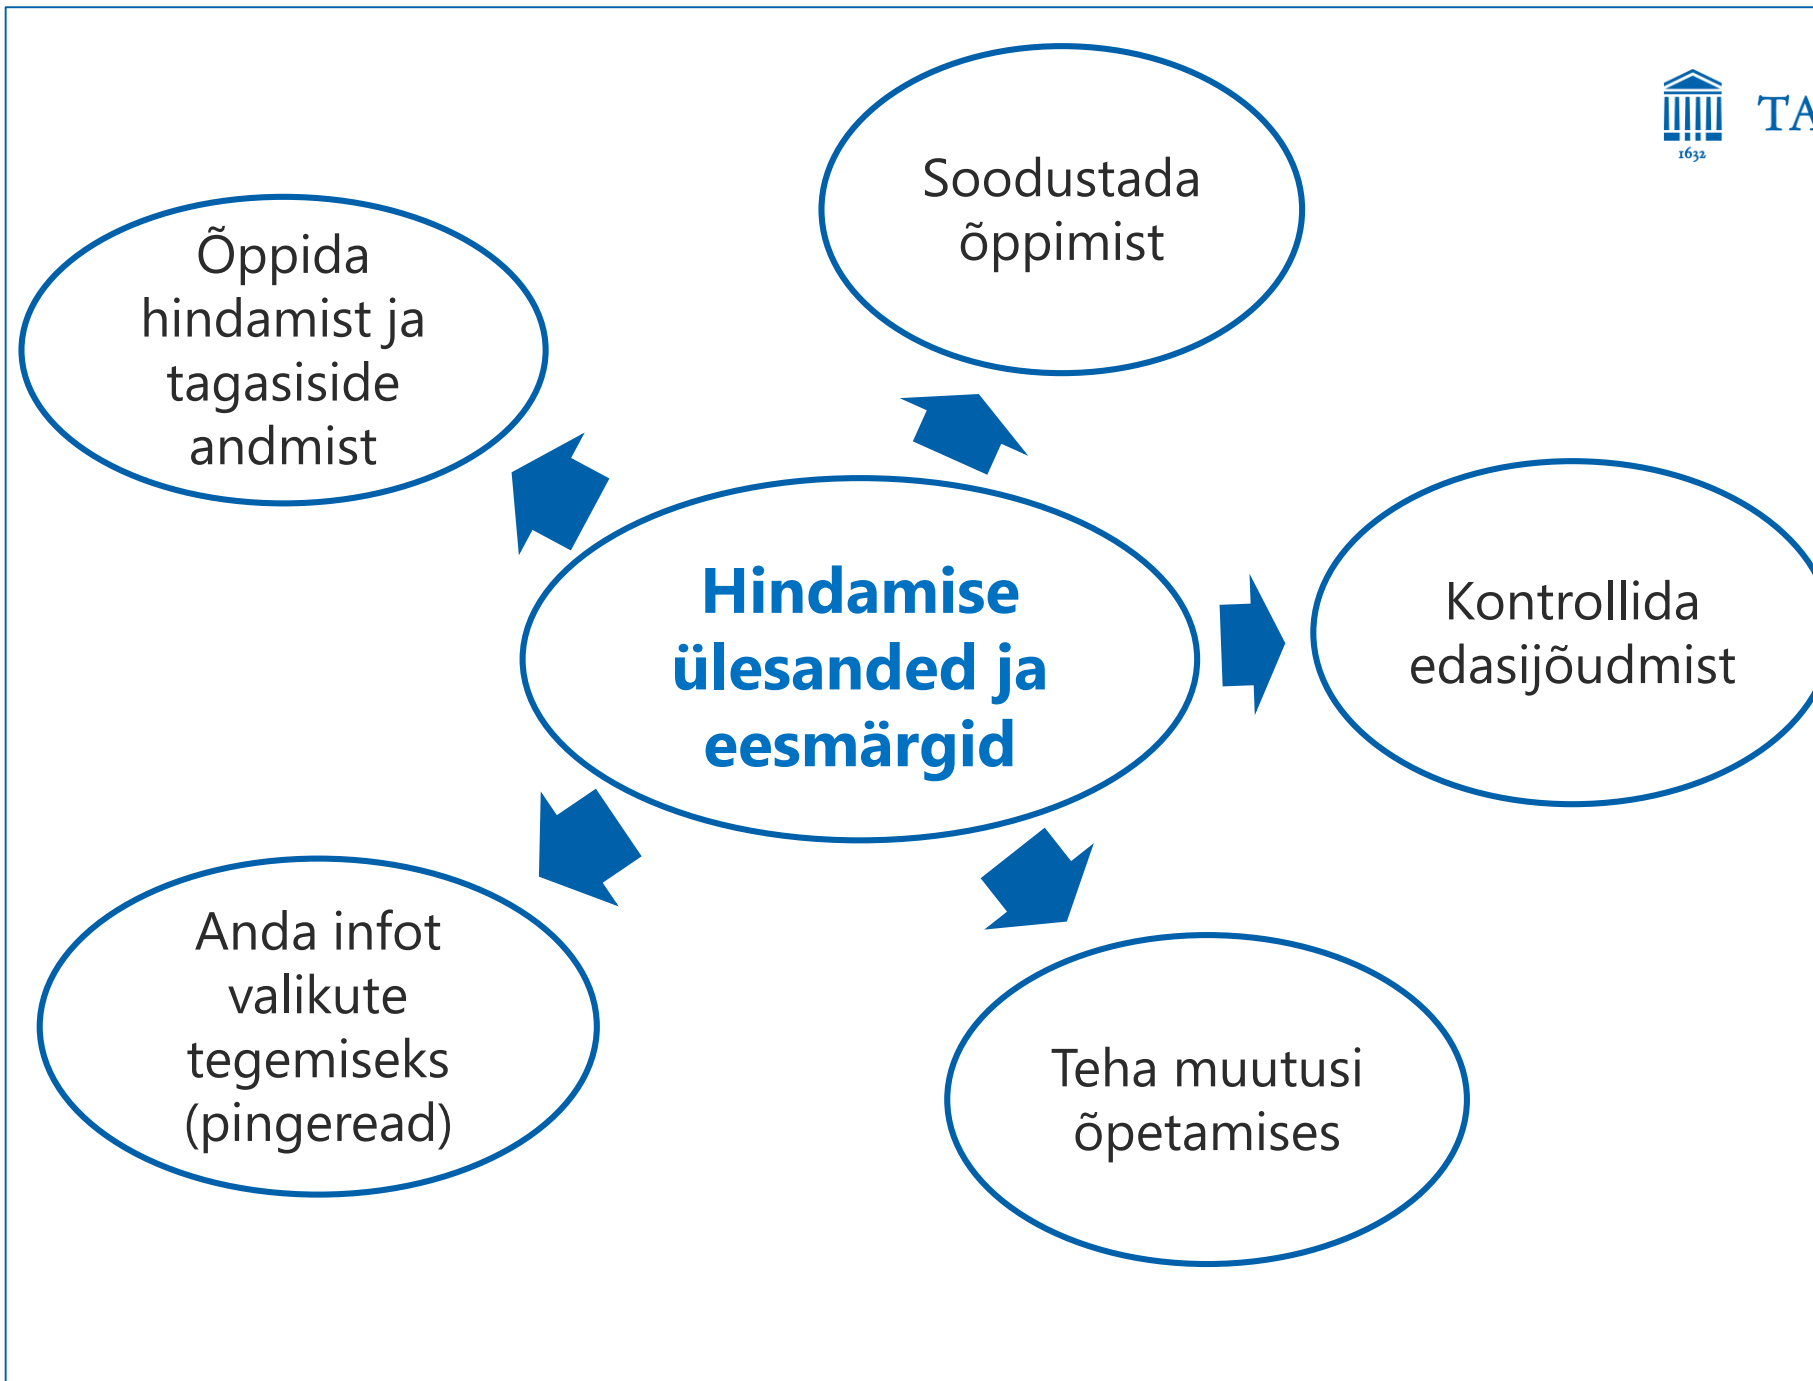 1632
TA
Soodustada
õppimist
Õppida
hindamist ja
tagasiside
andmist
Hindamise
ülesanded ja
eesmärgid
Kontrollida
edasijõudmist
Anda infot
valikute
tegemiseks
(pingeread)
Teha muutusi
õpetamises